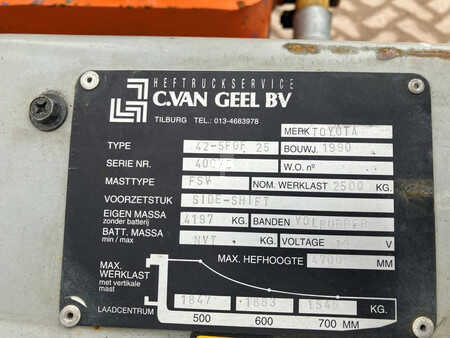 HEFTRUCKSERVICE
C.VAN GEEL BV
TILBURG TEL.: 013-4683978
MERK TOYOTA
TYPE 42-5FGF 25 BOUWJ. 1990
SERIE NR. W.O. nº
MASTTYPE FSV NOM. WERKLAST 2500 KG.
VOORZETSTUK SIDE-SHIFT
EIGEN MASSA zonder batterij 4197 KG. BANDEN VOLRUBBER
BATT. MASSA min / max NVT KG. VOLTAGE V
MAX. HEFHOOGTE 4700 MM
MAX. WERKLAST met verticale mast
1847 KG.
LAADCENTRUM 500 600 700 MM